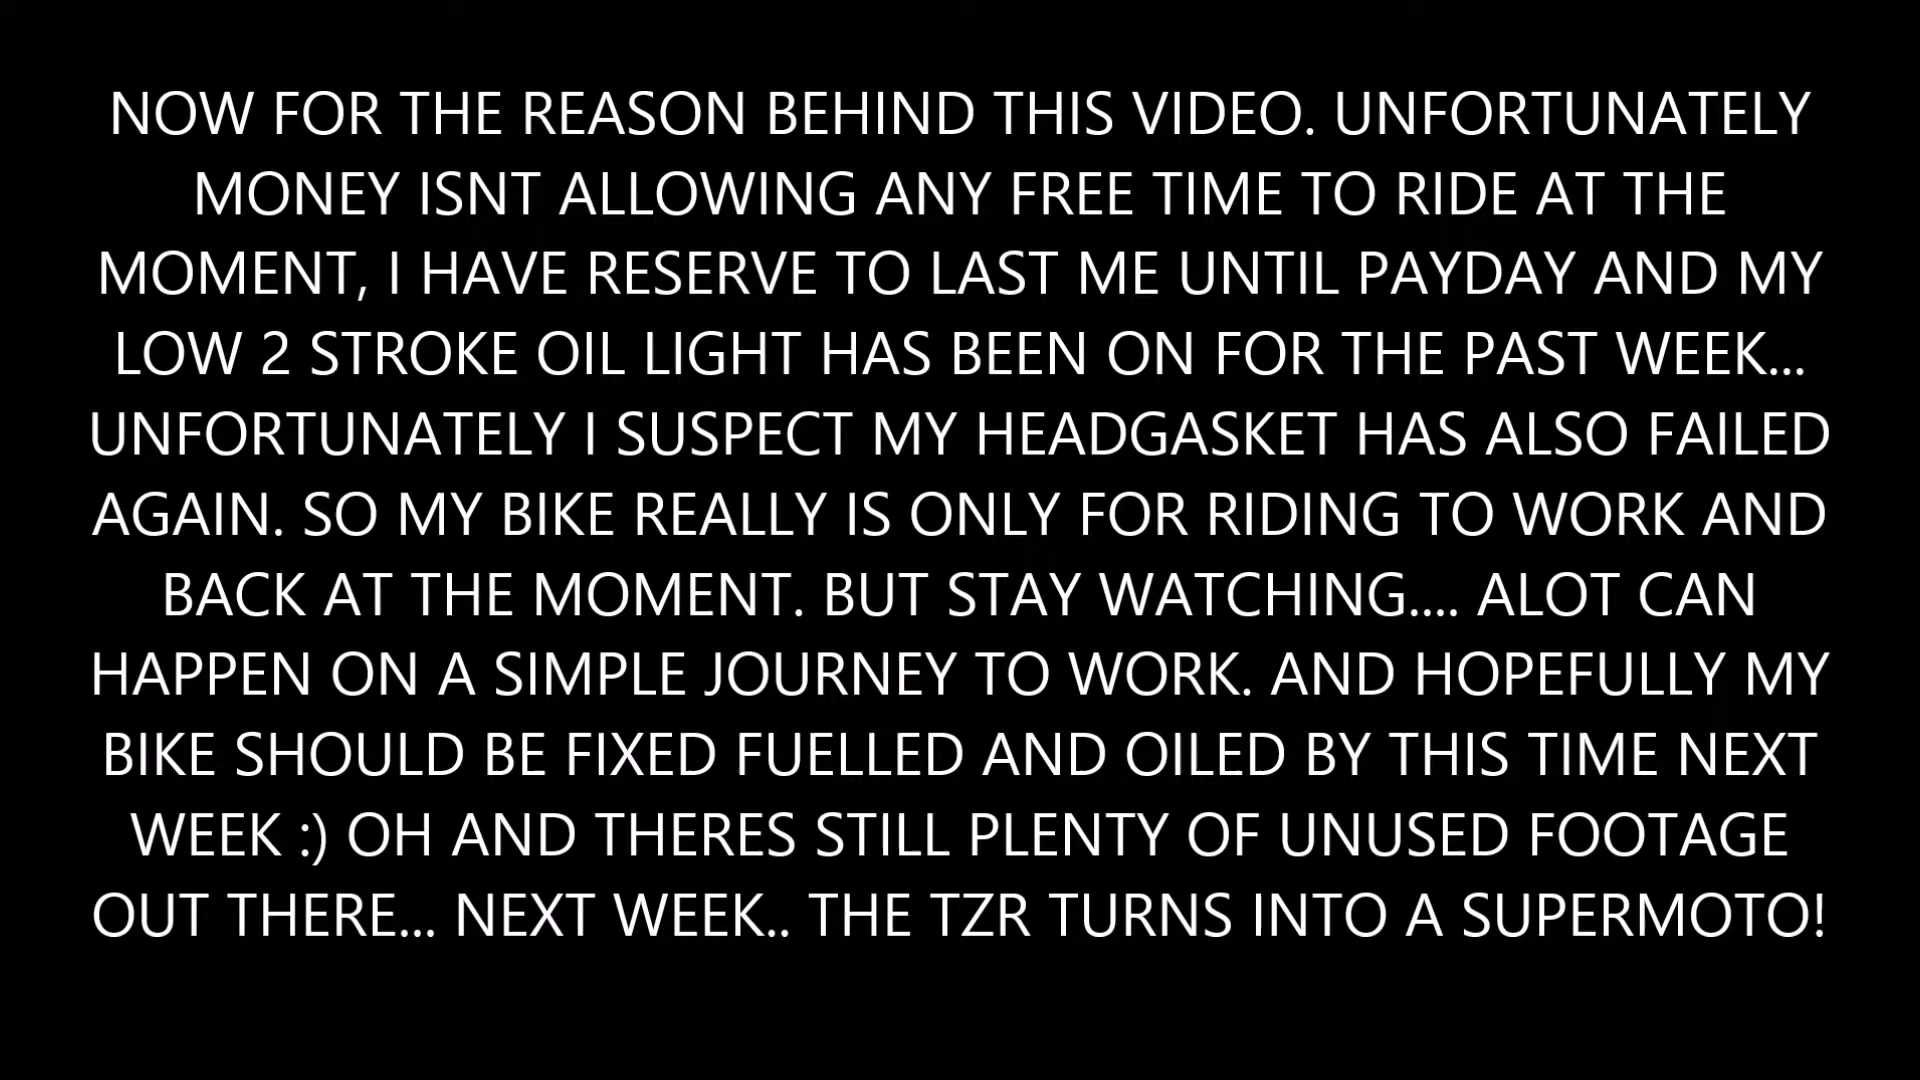 NOW FOR THE REASON BEHIND THIS VIDEO. UNFORTUNATELY
MONEY ISNT ALLOWING ANY FREE TIME TO RIDE AT THE
MOMENT, I HAVE RESERVE TO LAST ME UNTIL PAYDAY AND MY
LOW 2 STROKE OIL LIGHT HAS BEEN ON FOR THE PAST WEEK...
UNFORTUNATELY I SUSPECT MY HEADGASKET HAS ALSO FAILED
AGAIN. SO MY BIKE REALLY IS ONLY FOR RIDING TO WORK AND
BACK AT THE MOMENT. BUT STAY WATCHING.... ALOT CAN
HAPPEN ON A SIMPLE JOURNEY TO WORK. AND HOPEFULLY MY
BIKE SHOULD BE FIXED FUELLED AND OILED BY THIS TIME NEXT
WEEK :) OH AND THERES STILL PLENTY OF UNUSED FOOTAGE
OUT THERE... NEXT WEEK.. THE TZR TURNS INTO A SUPERMOTO!